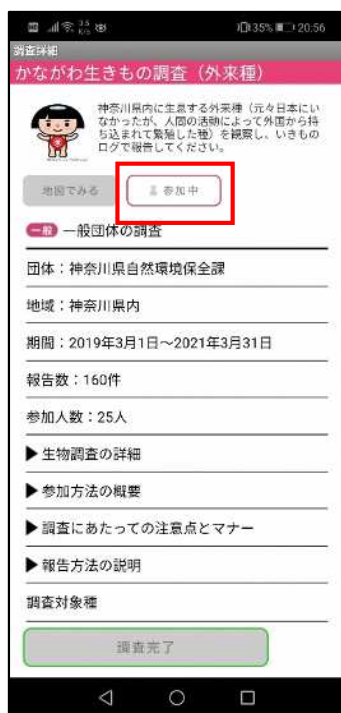 3.5
K/s
35%
20:56
調査詳細
かながわ生きもの調査（外来種）
神奈川県内に生息する外来種（元々日本にい
なかったが、人間の活動によって外国から持
ち込まれて繁殖した種）を観察し、いきもの
ログで報告してください。
地図でみる
参加中
一般 一般団体の調査
団体：神奈川県自然環境保全課
地域：神奈川県内
期間：2019年3月1日～2021年3月31日
報告数：160件
参加人数：25人
▶生物調査の詳細
▶参加方法の概要
▶調査にあたっての注意点とマナー
▶報告方法の説明
調査対象種
調査完了